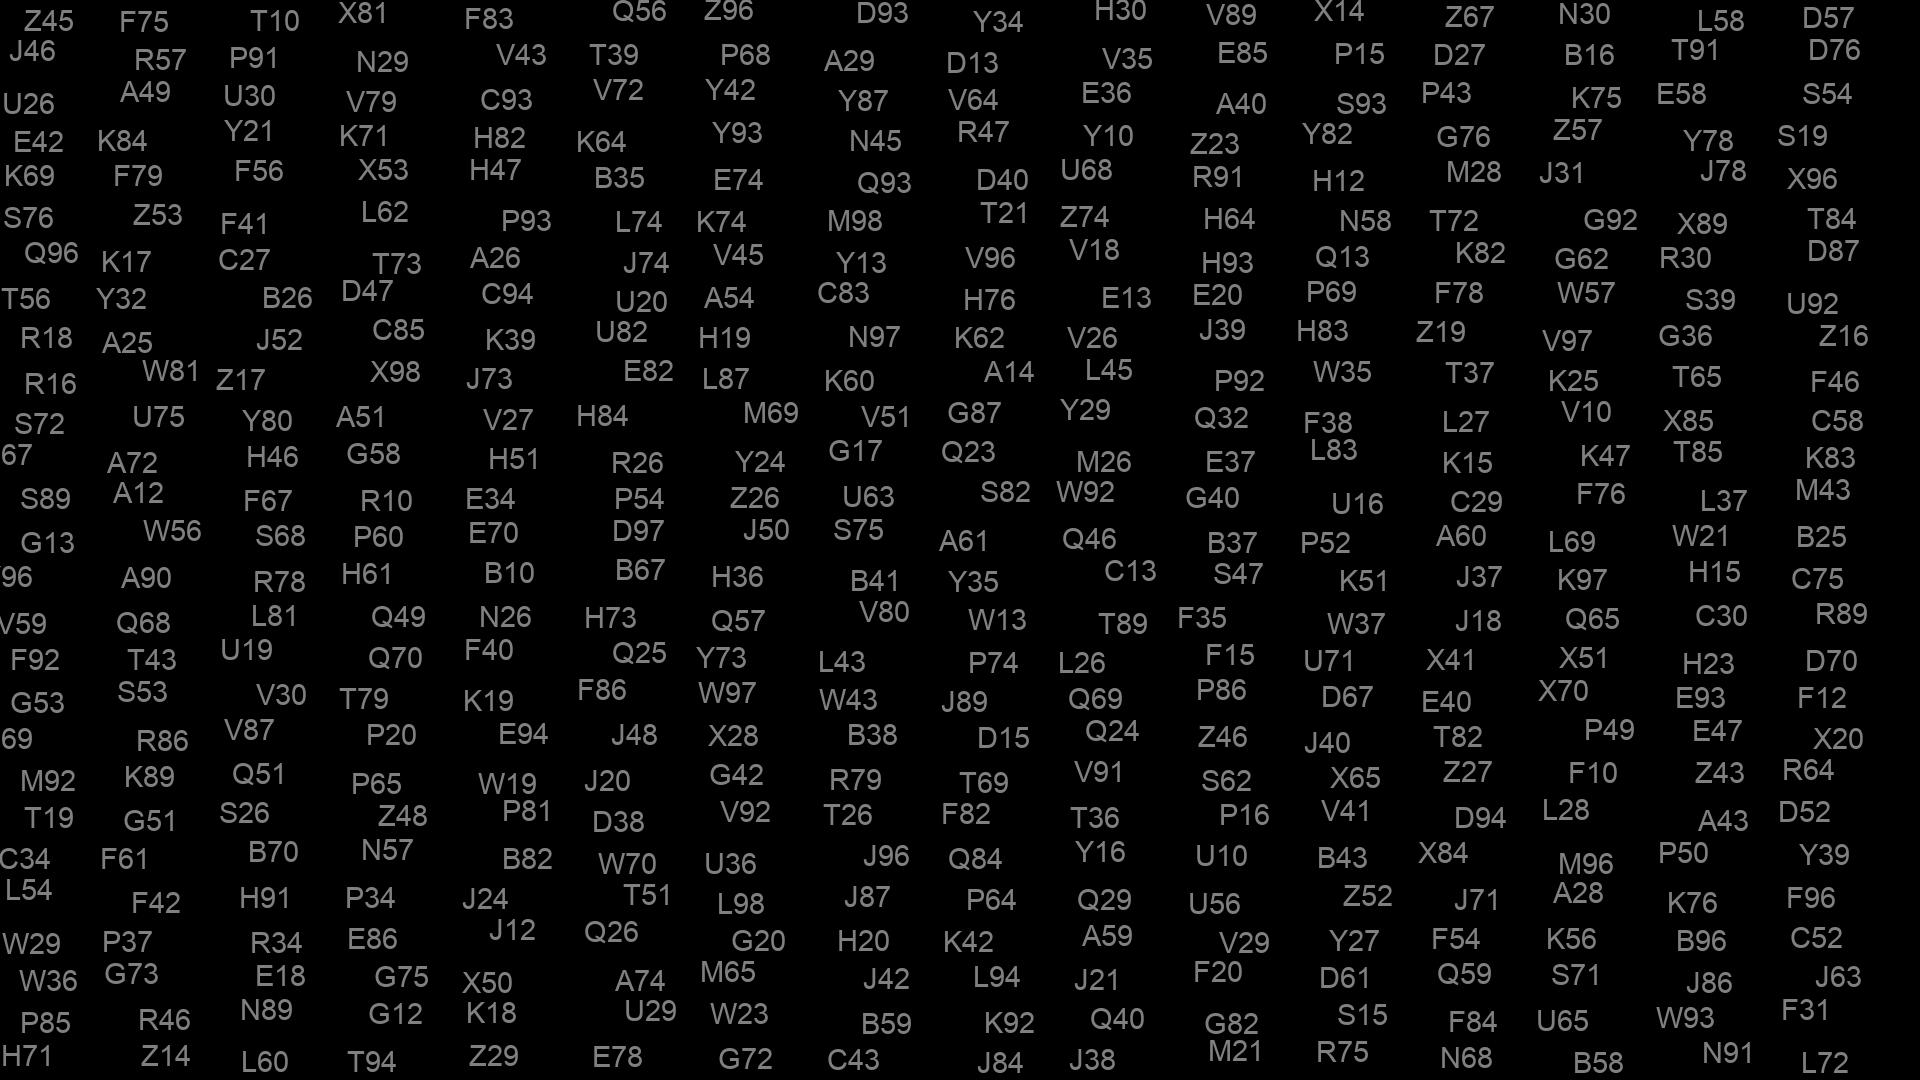 Z45 F75 T10 X81 F83 Q56 Z96 D93 Y34 H30 V89 X14 Z67 N30 L58 D57
J46 R57 P91 N29 V43 T39 P68 A29 D13 V35 E85 P15 D27 B16 T91 D76
U26 A49 U30 V79 C93 V72 Y42 Y87 V64 E36 A40 S93 P43 K75 E58 S54
E42 K84 Y21 K71 H82 K64 Y93 N45 R47 Y10 Z23 Y82 G76 Z57 Y78 S19
K69 F79 F56 X53 H47 B35 E74 Q93 D40 U68 R91 H12 M28 J31 J78 X96
S76 Z53 F41 L62 P93 L74 K74 M98 T21 Z74 H64 N58 T72 G92 X89 T84
Q96 K17 C27 T73 A26 J74 V45 Y13 V96 V18 H93 Q13 K82 G62 R30 D87
T56 Y32 B26 D47 C94 U20 A54 C83 H76 E13 E20 P69 F78 W57 S39 U92
R18 A25 J52 C85 K39 U82 H19 N97 K62 V26 J39 H83 Z19 V97 G36 Z16
R16 W81 Z17 X98 J73 E82 L87 K60 A14 L45 P92 W35 T37 K25 T65 F46
S72 U75 Y80 A51 V27 H84 M69 V51 G87 Y29 Q32 F38 L27 V10 X85 C58
67 A72 H46 G58 H51 R26 Y24 G17 Q23 M26 E37 L83 K15 K47 T85 K83
S89 A12 F67 R10 E34 P54 Z26 U63 S82 W92 G40 U16 C29 F76 L37 M43
G13 W56 S68 P60 E70 D97 J50 S75 A61 Q46 B37 P52 A60 L69 W21 B25
96 A90 R78 H61 B10 B67 H36 B41 Y35 C13 S47 K51 J37 K97 H15 C75
V59 Q68 L81 Q49 N26 H73 Q57 V80 W13 T89 F35 W37 J18 Q65 C30 R89
F92 T43 U19 Q70 F40 Q25 Y73 L43 P74 L26 F15 U71 X41 X51 H23 D70
G53 S53 V30 T79 K19 F86 W97 W43 J89 Q69 P86 D67 E40 X70 E93 F12
69 R86 V87 P20 E94 J48 X28 B38 D15 Q24 Z46 J40 T82 P49 E47 X20
M92 K89 Q51 P65 W19 J20 G42 R79 T69 V91 S62 X65 Z27 F10 Z43 R64
T19 G51 S26 Z48 P81 D38 V92 T26 F82 T36 P16 V41 D94 L28 A43 D52
C34 F61 B70 N57 B82 W70 U36 J96 Q84 Y16 U10 B43 X84 M96 P50 Y39
L54 F42 H91 P34 J24 T51 L98 J87 P64 Q29 U56 Z52 J71 A28 K76 F96
W29 P37 R34 E86 J12 Q26 G20 H20 K42 A59 V29 Y27 F54 K56 B96 C52
W36 G73 E18 G75 X50 A74 M65 J42 L94 J21 F20 D61 Q59 S71 J86 J63
P85 R46 N89 G12 K18 U29 W23 B59 K92 Q40 G82 S15 F84 U65 W93 F31
H71 Z14 L60 T94 Z29 E78 G72 C43 J84 J38 M21 R75 N68 B58 N91 L72